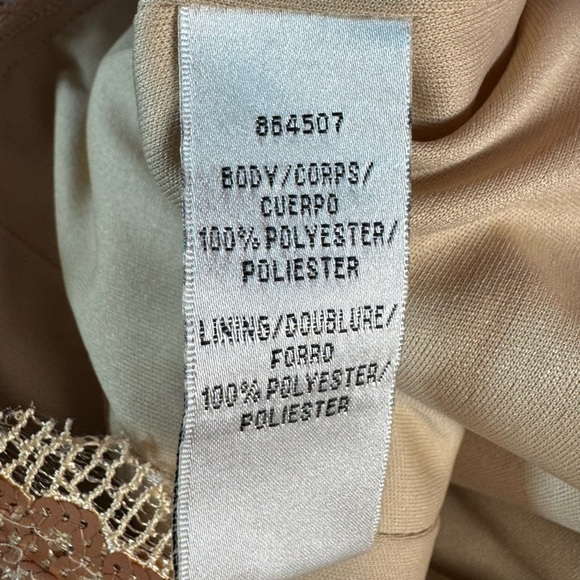 864507
BODY/CORPS/
CUERPO
100% POLYESTER/
POLIESTER
LINING/DOUBLURE/
FORRO
100% POLYESTER/
POLIESTER